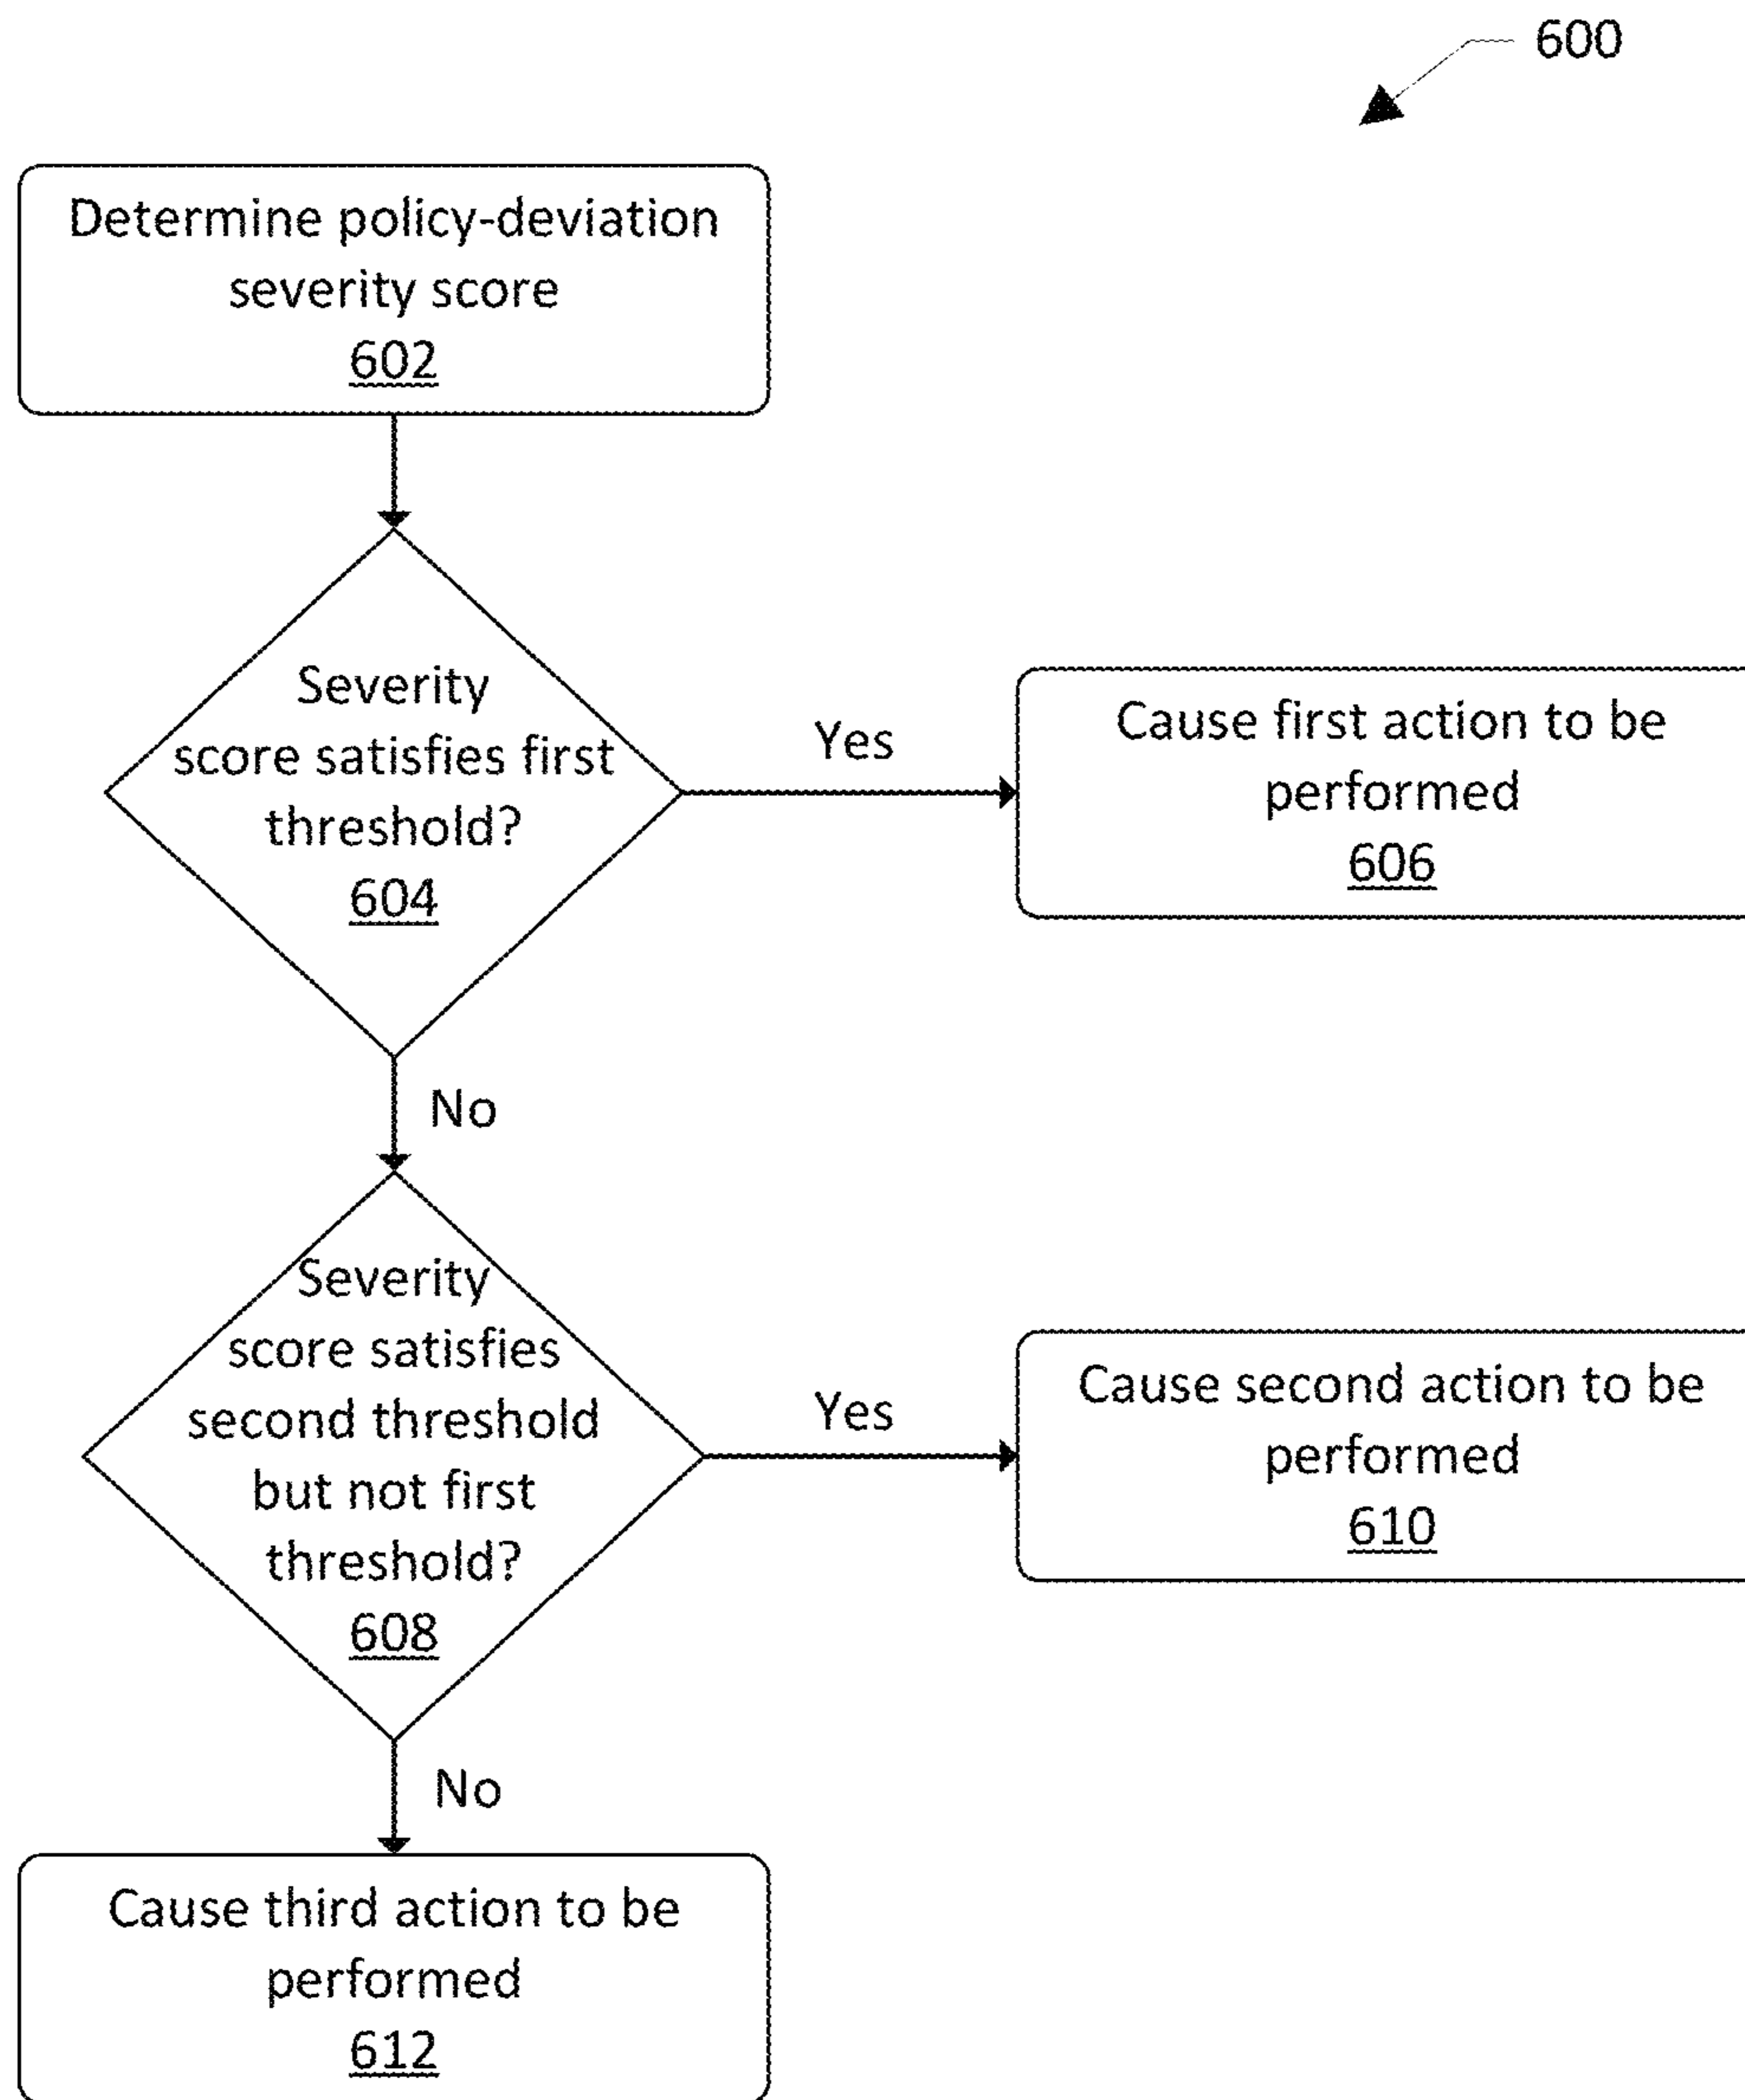 600
Determine policy-deviation
severity score
602
Severity
score satisfies first
threshold?
604
Yes
Cause first action to be
performed
606
No
Severity
score satisfies
second threshold
but not first
threshold?
608
Yes
Cause second action to be
performed
610
No
Cause third action to be
performed
612